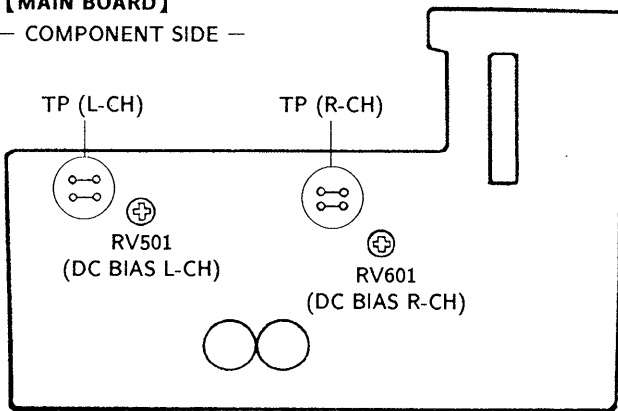 【MAIN BOARD】
— COMPONENT SIDE —
TP (L-CH)
TP (R-CH)
RV501
(DC BIAS L-CH)
RV601
(DC BIAS R-CH)